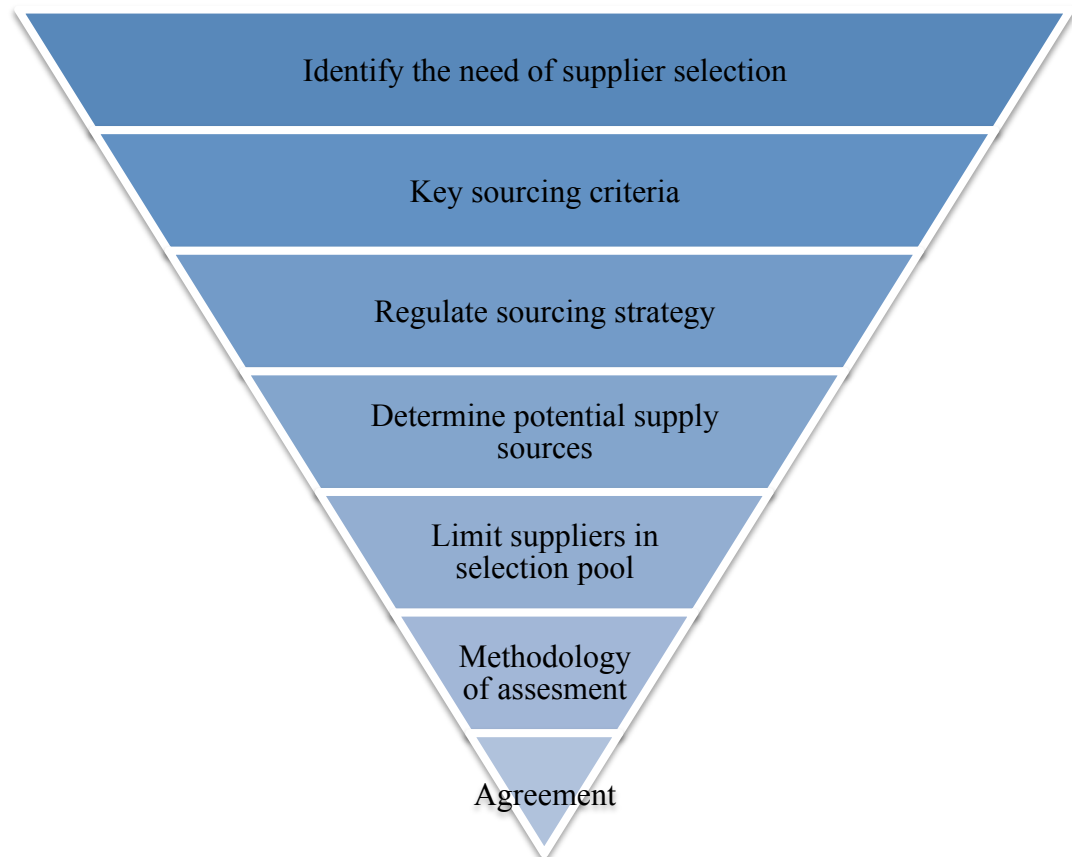 Identify the need of supplier selection
Key sourcing criteria
Regulate sourcing strategy
Determine potential supply
sources
Limit suppliers in
selection pool
Methodology
of assesment
Agreement